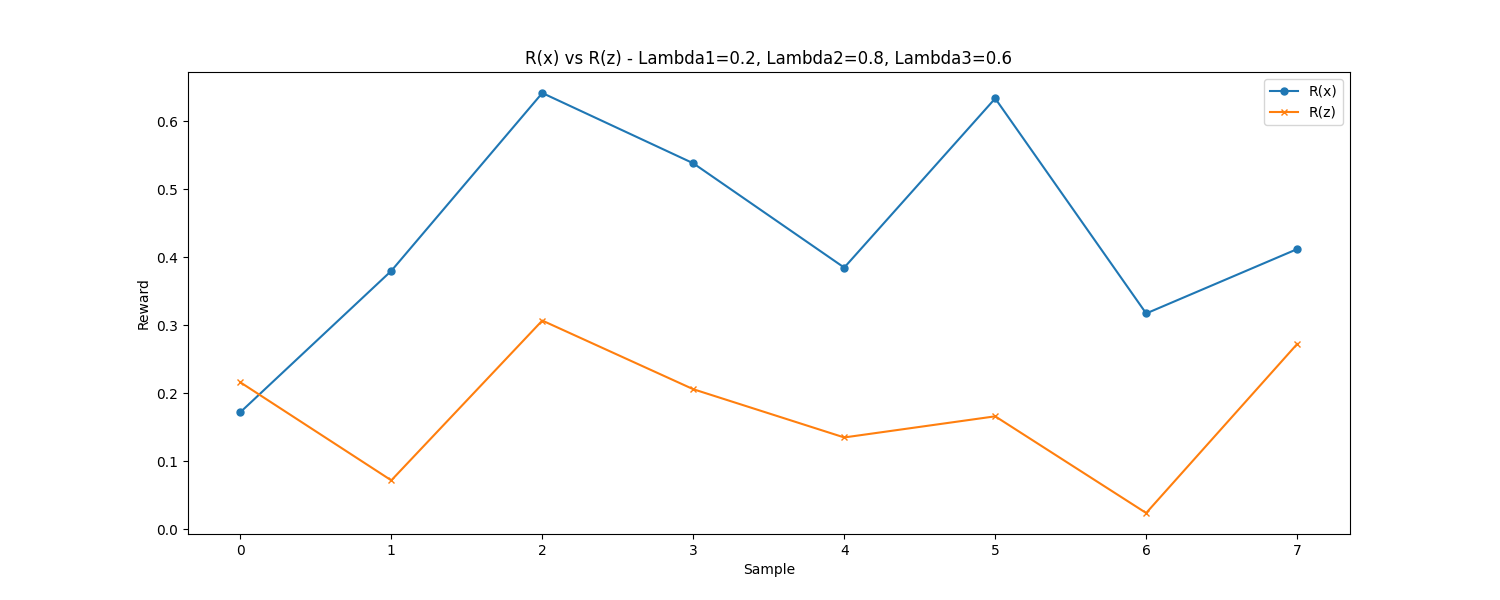 R(x) vs R(z) - Lambda1=0.2, Lambda2=0.8, Lambda3=0.6
R(x)
R(z)
0.6
0.5
0.4
0.3
0.2
0.1
0.0
Reward
0 1 2 3 4 5 6 7
Sample